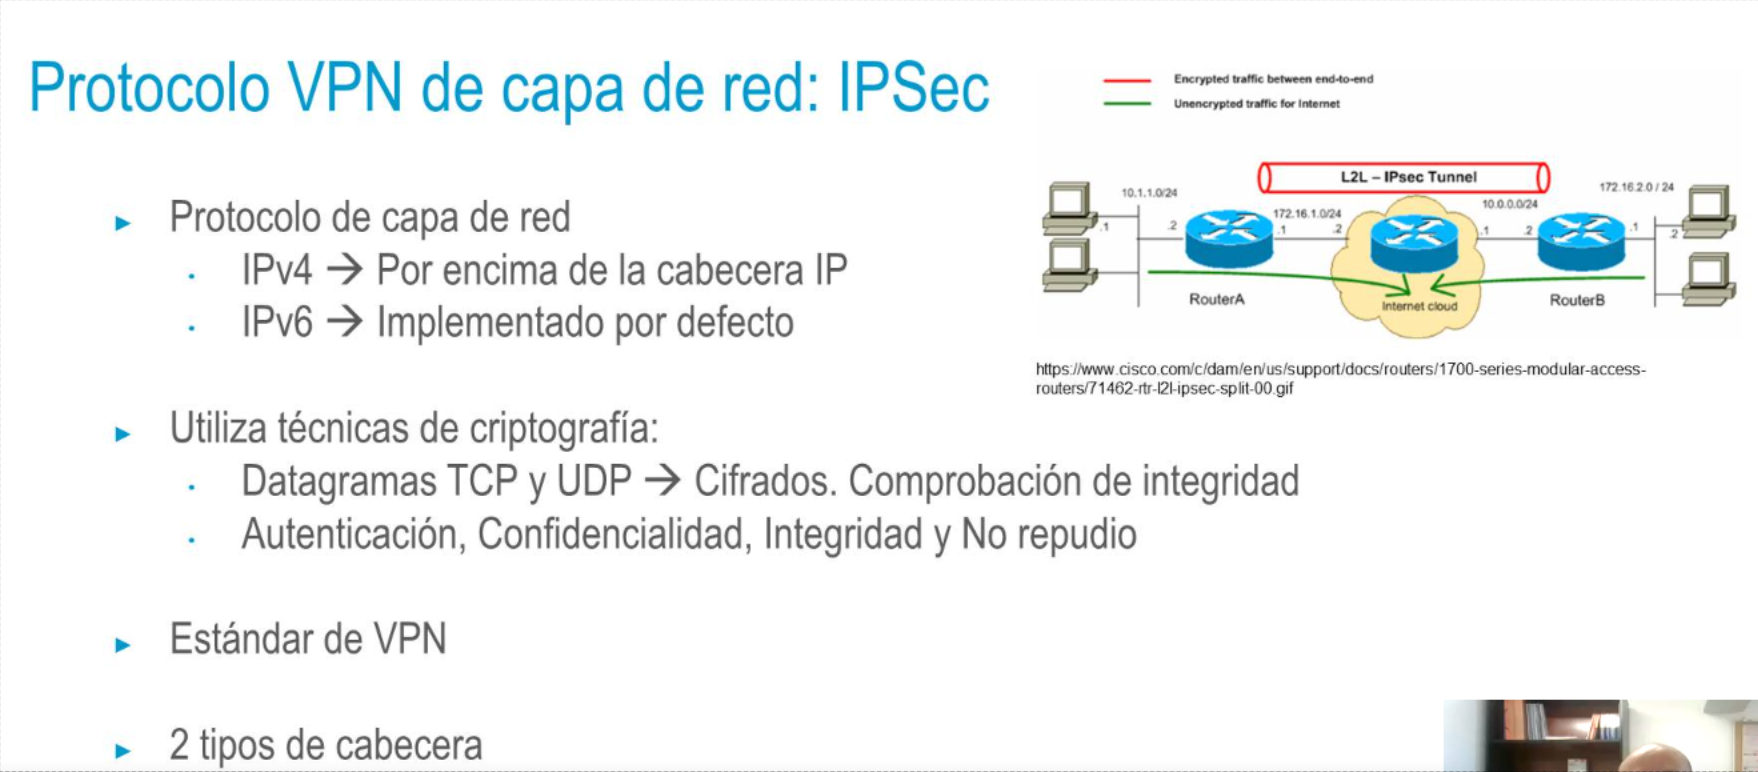 Protocolo VPN de capa de red: IPSec
Encrypted traffic between end-to-end
Unencrypted traffic for Internet
► Protocolo de capa de red
· IPv4 → Por encima de la cabecera IP
· IPv6 → Implementado por defecto
L2L – IPsec Tunnel
10.1.1.0/24
172.16.2.0 / 24
172.16.1.0/24
10.0.0.0/24
.1
.2
.1
.2
.1
.2
.1
.2
RouterA
Internet cloud
RouterB
https://www.cisco.com/c/dam/en/us/support/docs/routers/1700-series-modular-access-
routers/71462-rtr-l2l-ipsec-split-00.gif
► Utiliza técnicas de criptografía:
· Datagramas TCP y UDP → Cifrados. Comprobación de integridad
· Autenticación, Confidencialidad, Integridad y No repudio
► Estándar de VPN
► 2 tipos de cabecera